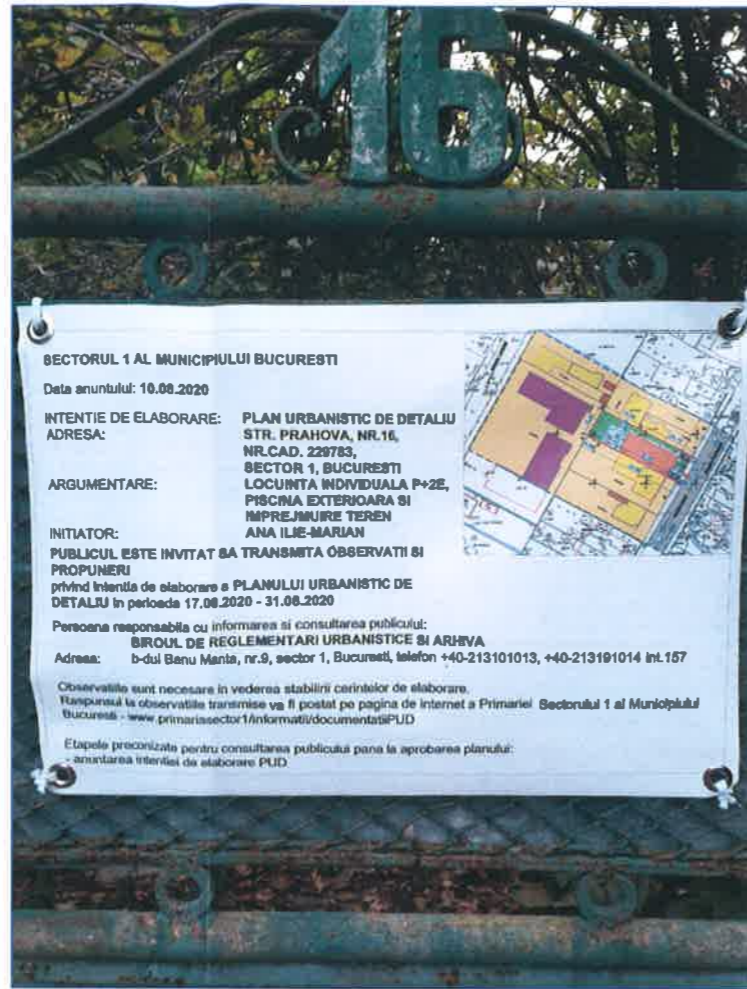 16
SECTORUL 1 AL MUNICIPIULUI BUCURESTI
Data anuntului: 10.08.2020
INTENTIE DE ELABORARE: PLAN URBANISTIC DE DETALIU
ADRESA: STR. PRAHOVA, NR.16,
NR.CAD. 229783,
SECTOR 1, BUCURESTI
ARGUMENTARE: LOCUINTA INDIVIDUALA P+2E,
PISCINA EXTERIOARA SI
IMPREJMUIRE TEREN
INITIATOR: ANA ILIE-MARIAN
PUBLICUL ESTE INVITAT SA TRANSMITA OBSERVATII SI
PROPUNERI
privind intentia de elaborare a PLANULUI URBANISTIC DE
DETALIU in perioada 17.08.2020 - 31.08.2020
Persoana responsabila cu informarea si consultarea publicului:
BIROUL DE REGLEMENTARI URBANISTICE SI ARHIVA
Adresa: b-dul Banu Manta, nr.9, sector 1, Bucuresti, telefon +40-213101013, +40-213191014 int.157
Observatiile sunt necesare in vederea stabilirii cerintelor de elaborare.
Raspunsul la observatiile transmise va fi postat pe pagina de internet a Primariei Sectorului 1 al Municipiului
Bucuresti - www.primariasector1/informatii/documentatiiPUD
Etapele preconizate pentru consultarea publicului pana la aprobarea planului:
- anuntarea intentiei de elaborare PUD